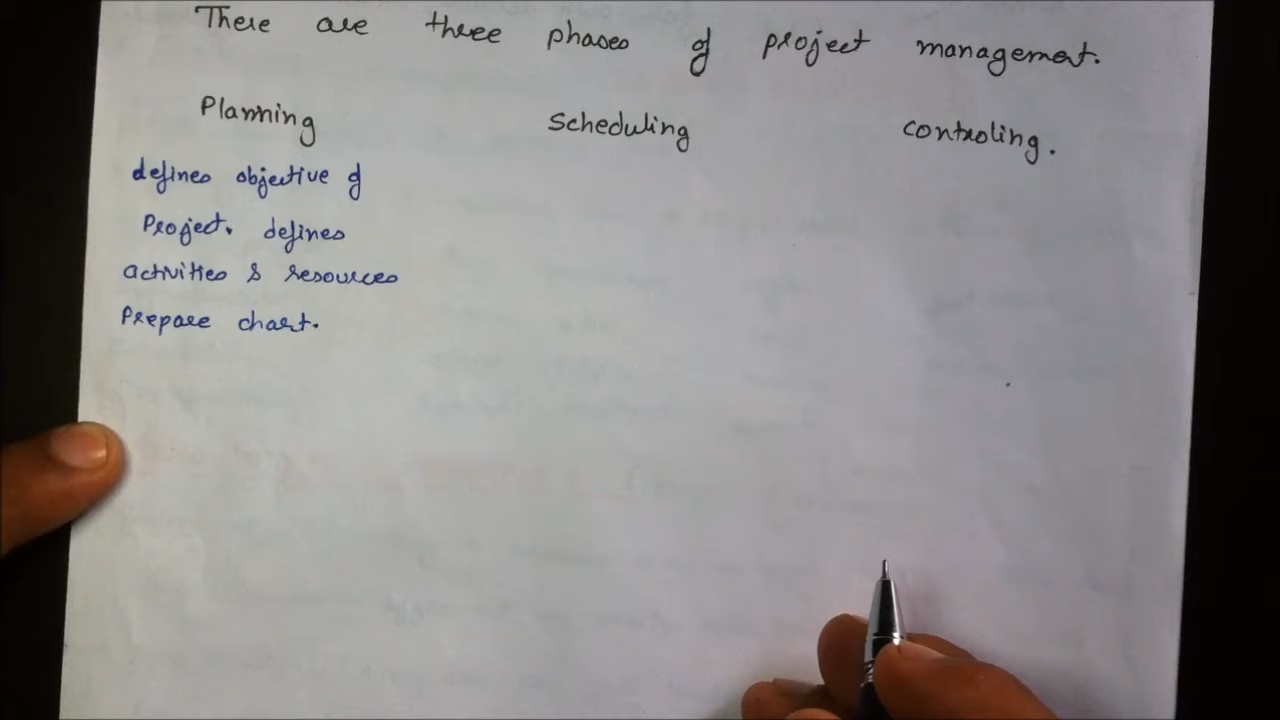 There are three phases of project management.
Planning scheduling controling.
defines objective of
Project. defines
activities & resources
Prepare chart.